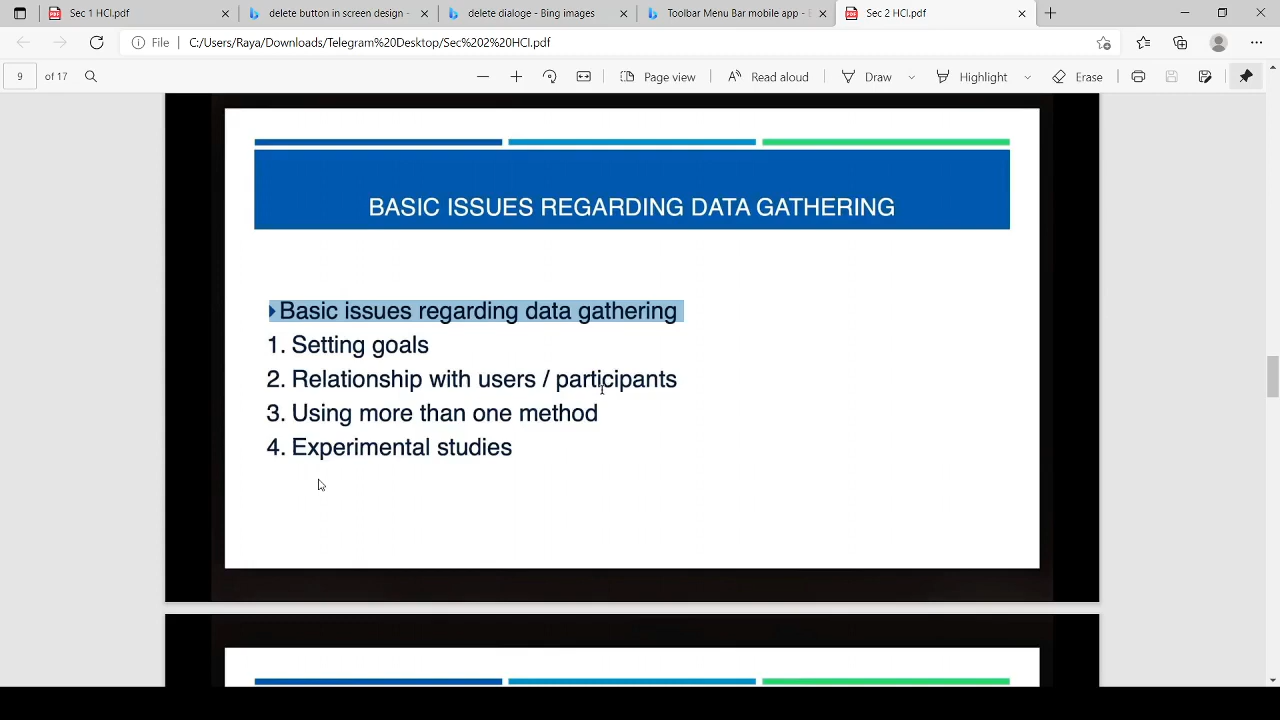 Sec 1 HCI.pdf
delete button in screen design -
delete dialoge - Bing images
Toolbar Menu Bar mobile app - E
Sec 2 HCI.pdf
File | C:/Users/Raya/Downloads/Telegram%20Desktop/Sec%202%20HCI.pdf
9 of 17
Page view
Read aloud
Draw
Highlight
Erase
BASIC ISSUES REGARDING DATA GATHERING
Basic issues regarding data gathering
1. Setting goals
2. Relationship with users / participants
3. Using more than one method
4. Experimental studies